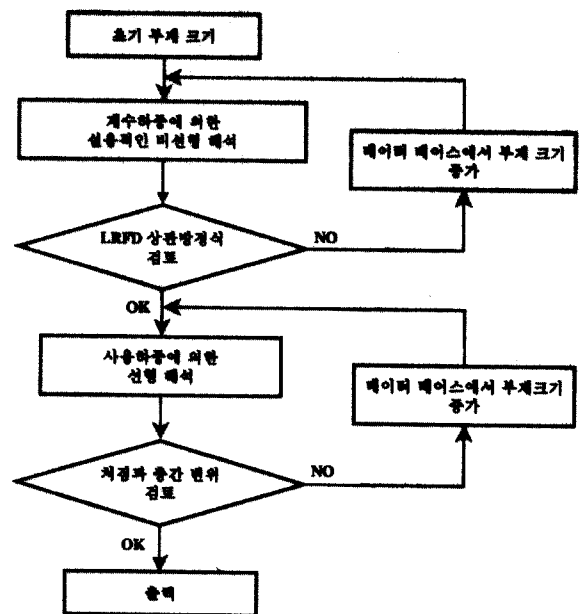 초기 부재 크기
계수하중에 의한
실용적인 비선형 해석
데이터 베이스에서 부재 크기
증가
LRFD 상관방정식
검토
NO
OK
사용하중에 의한
선형 해석
데이터 베이스에서 부재크기
증가
처짐과 층간 변위
검토
NO
OK
출력